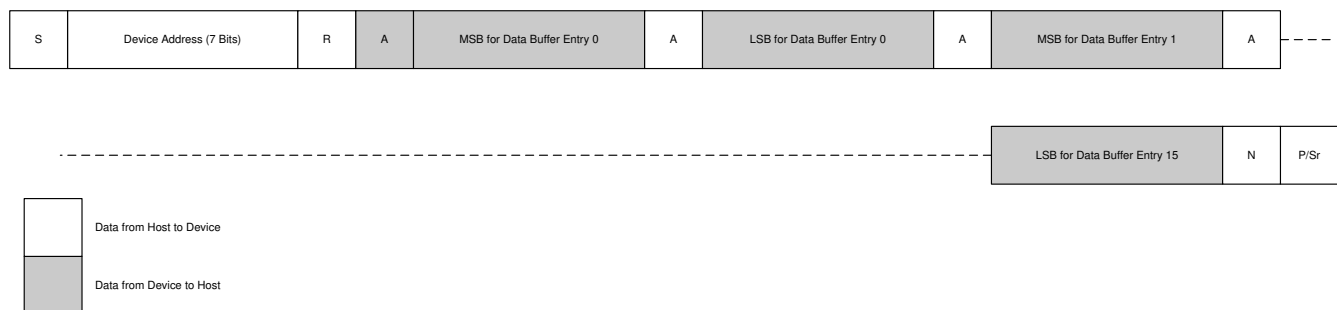 S Device Address (7 Bits) R A MSB for Data Buffer Entry 0 A LSB for Data Buffer Entry 0 A MSB for Data Buffer Entry 1 A
LSB for Data Buffer Entry 15 N P/Sr
Data from Host to Device
Data from Device to Host